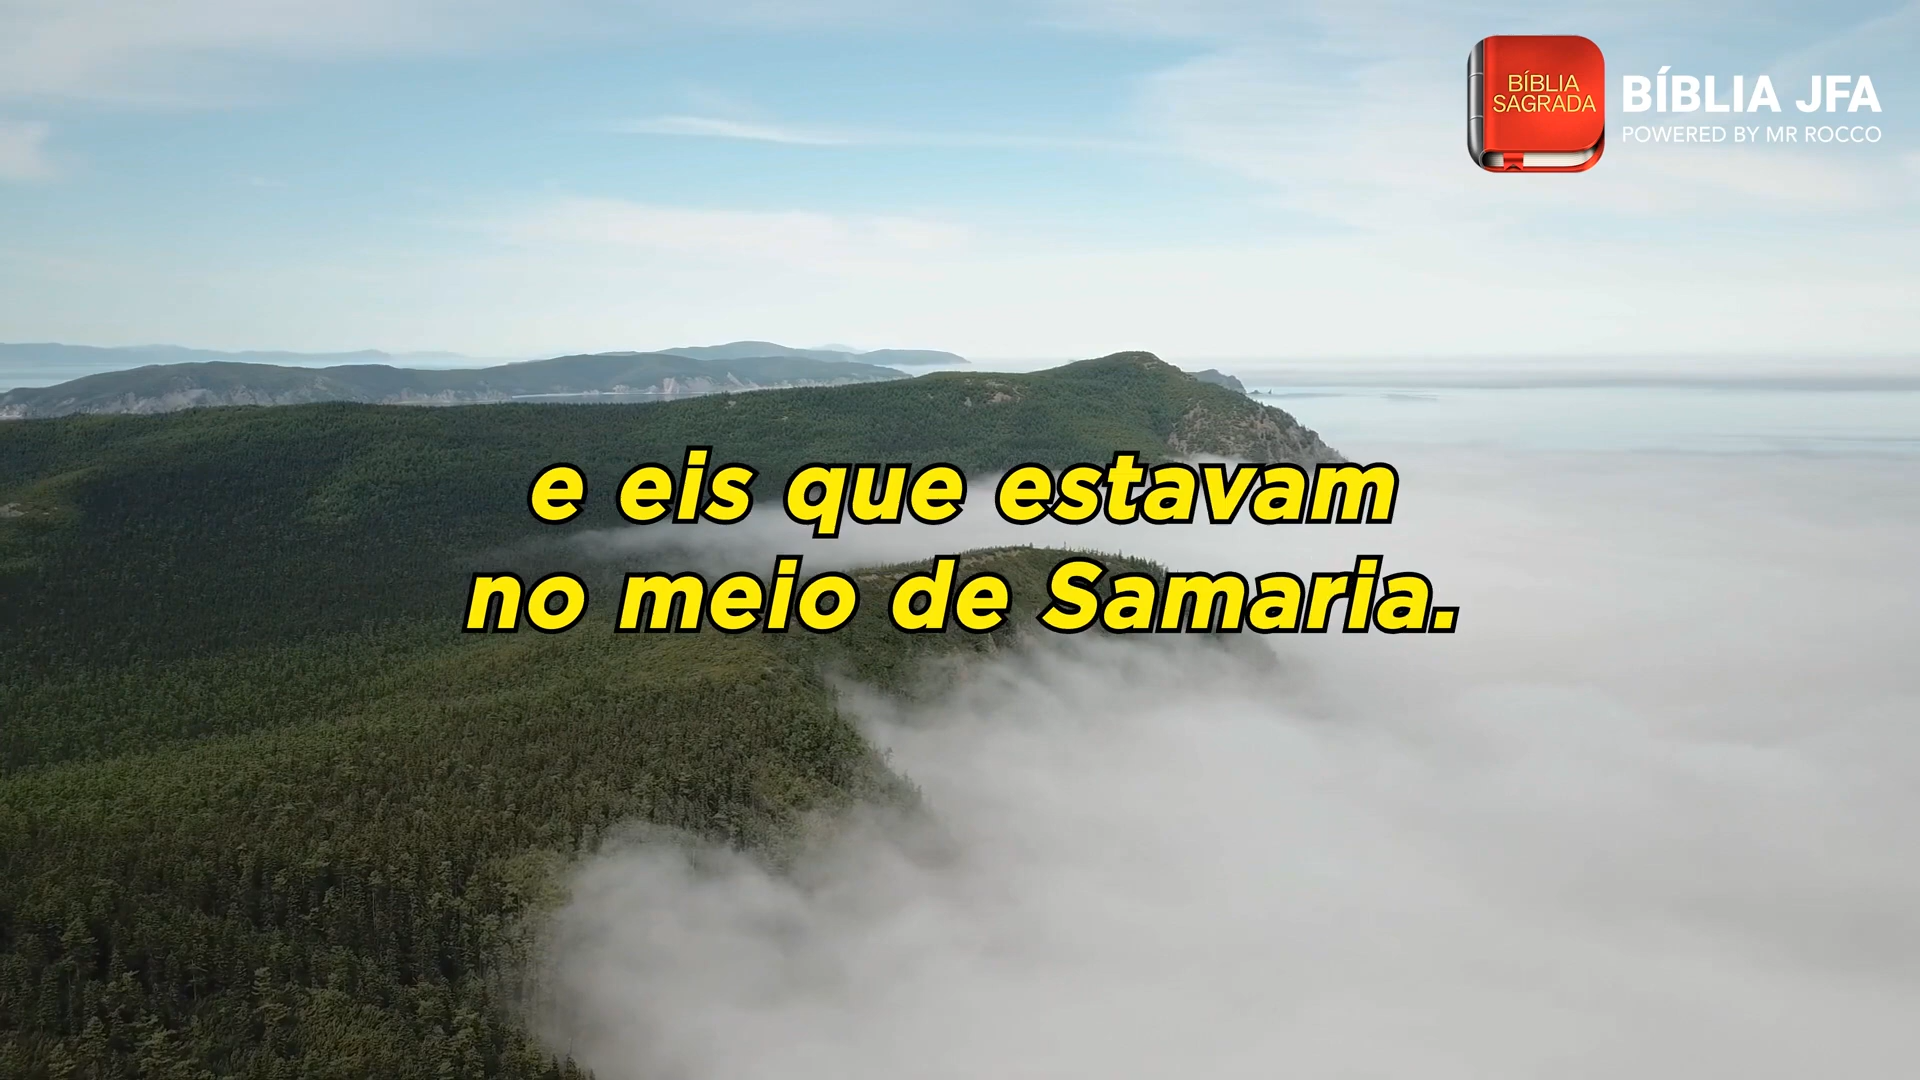 BÍBLIA
SAGRADA
BÍBLIA JFA
POWERED BY MR ROCCO
e eis que estavam
no meio de Samaria.